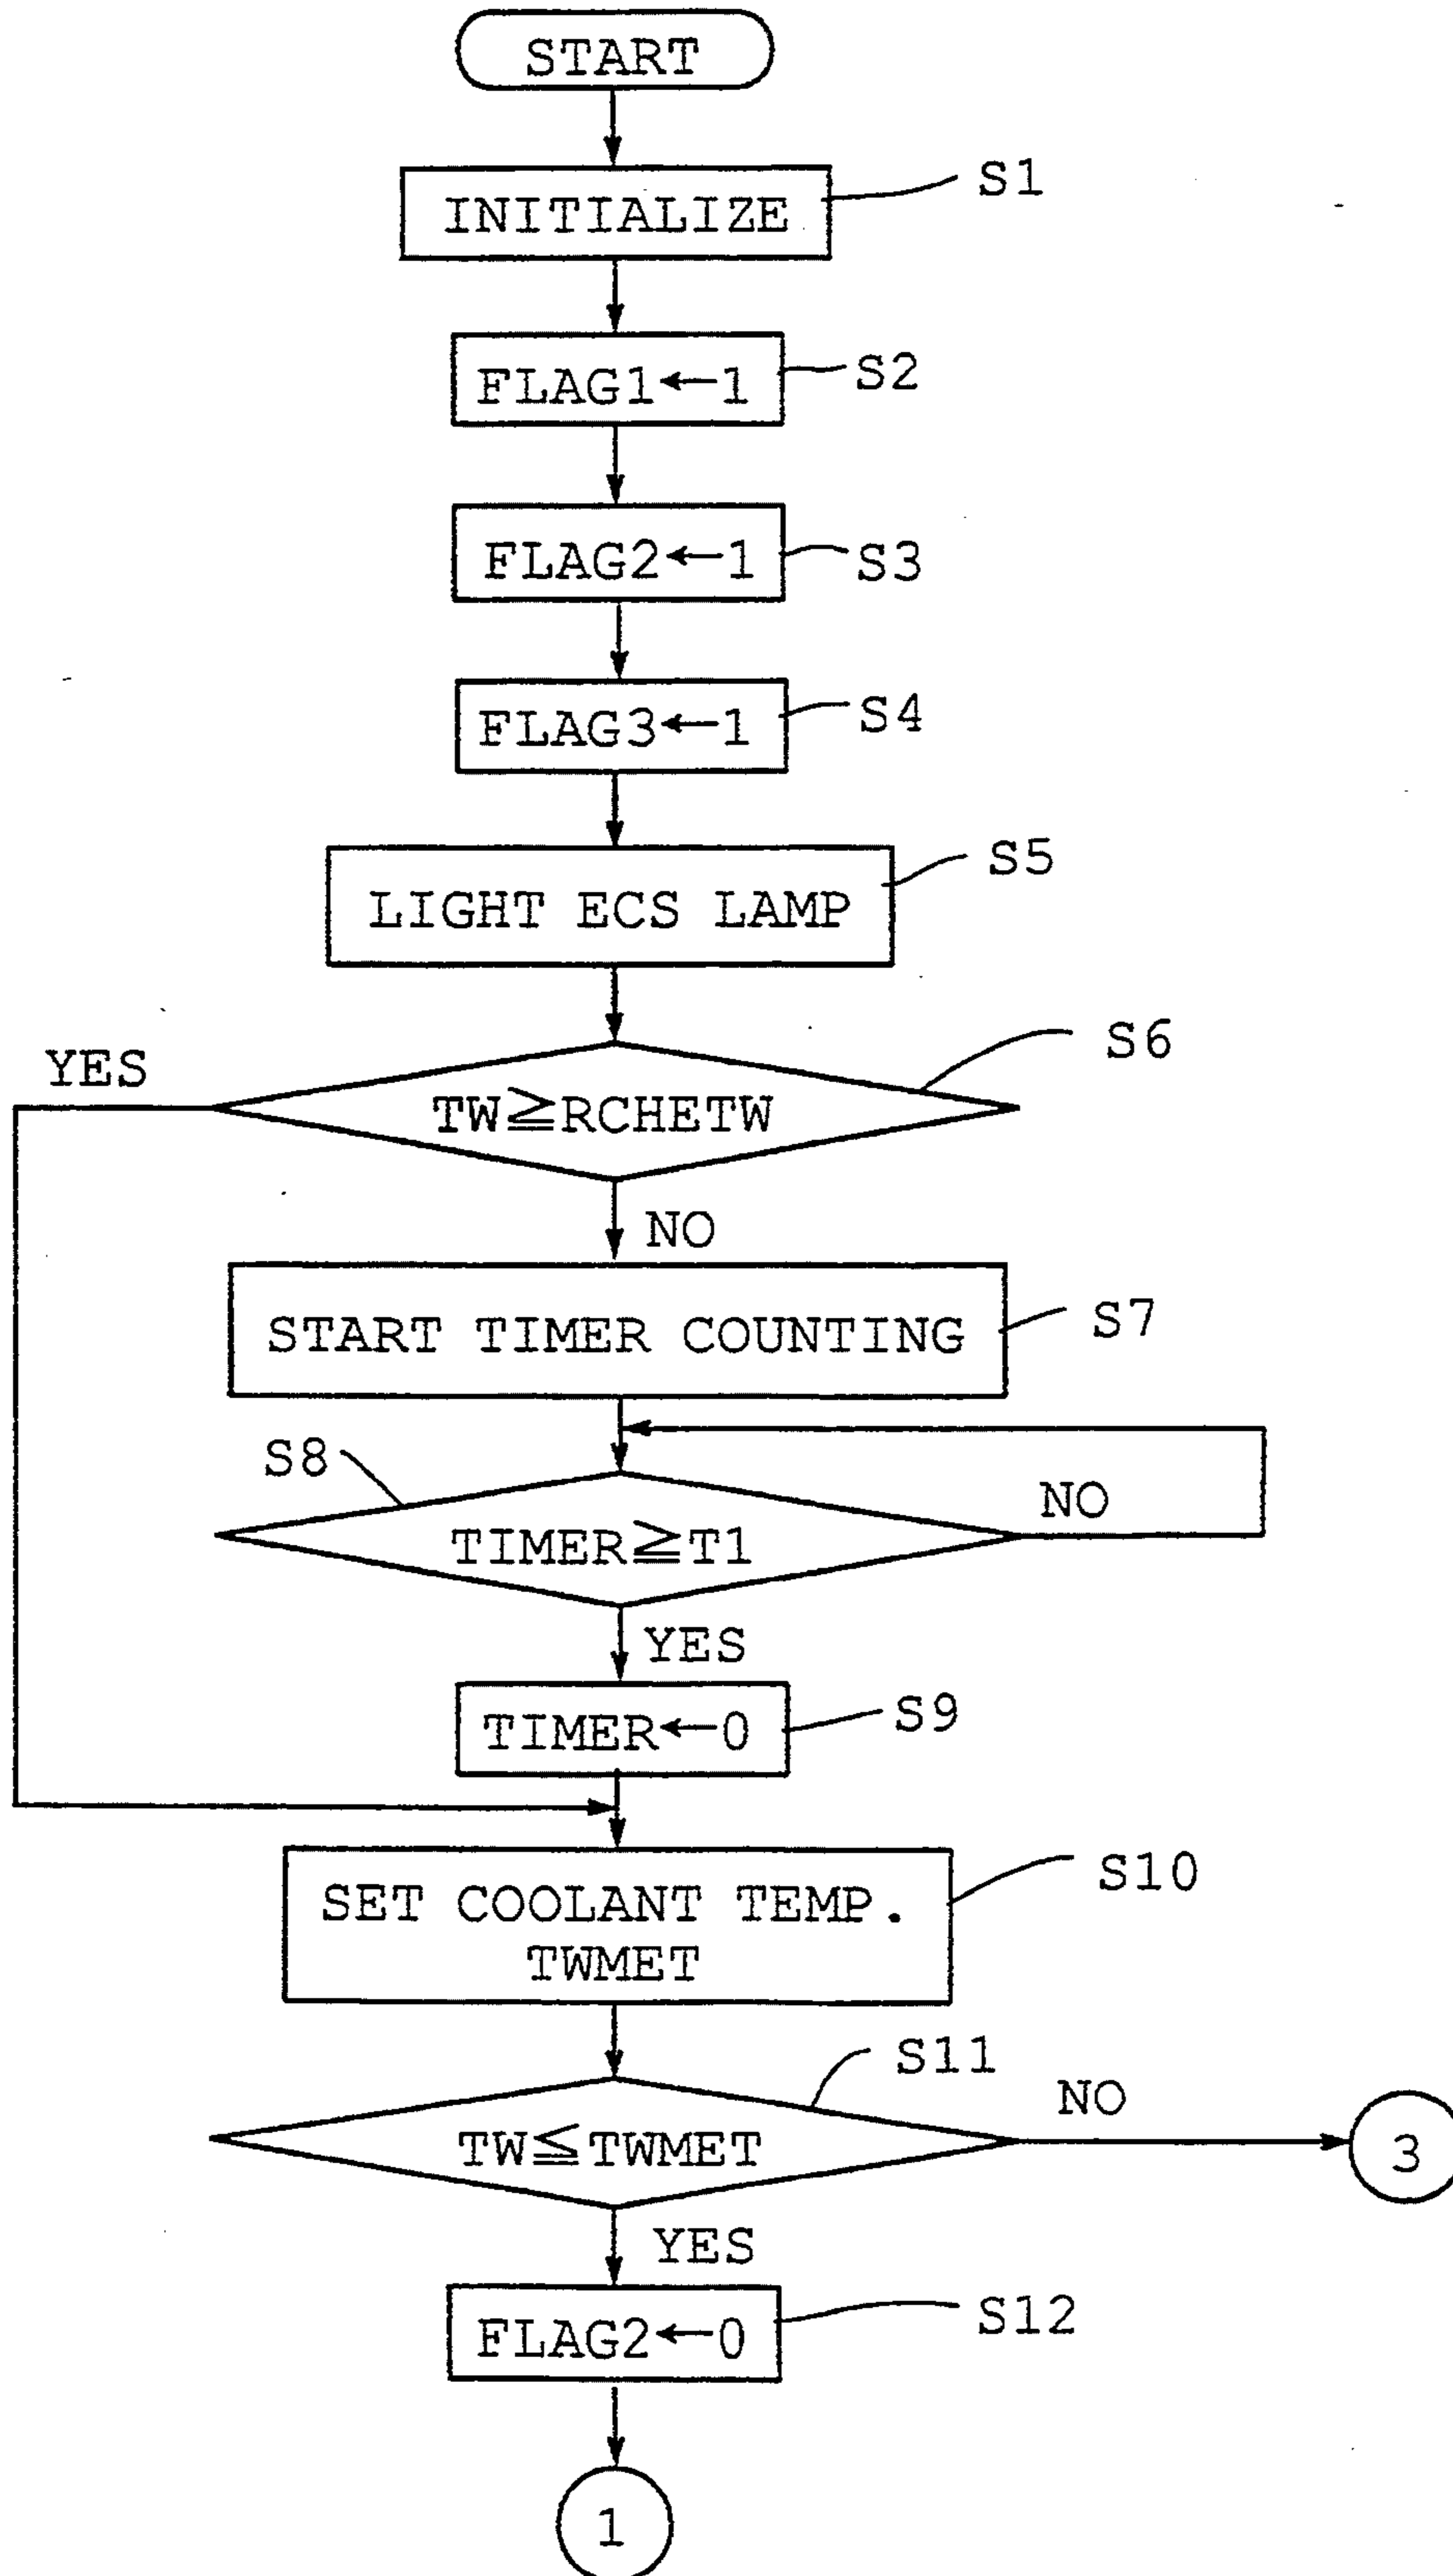 START
INITIALIZE
S1
FLAG1←1
S2
FLAG2←1
S3
FLAG3←1
S4
LIGHT ECS LAMP
S5
TW≧RCHETW
S6
YES
NO
START TIMER COUNTING
S7
S8
TIMER≧T1
NO
YES
TIMER←0
S9
SET COOLANT TEMP.
TWMET
S10
TW≦TWMET
S11
NO
3
YES
FLAG2←0
S12
1